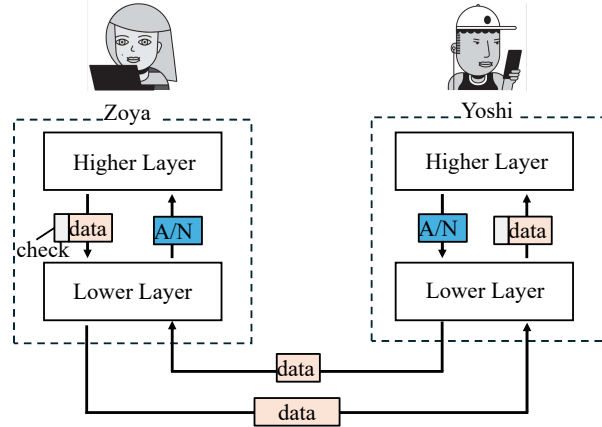 Zoya
Yoshi
Higher Layer
Higher Layer
data
A/N
A/N
data
check
Lower Layer
Lower Layer
data
data